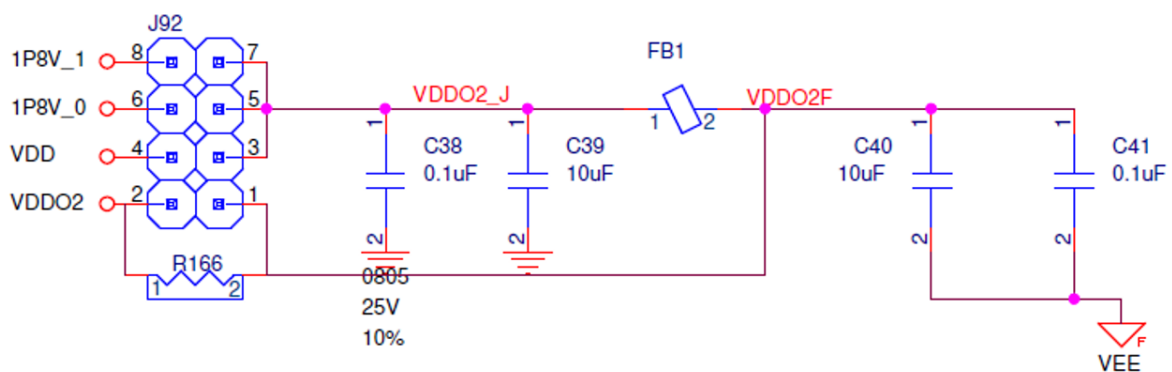 J92
FB1
1P8V_1 8 7
VDDO2_J VDDO2F
1P8V_0 6 5
1 2
1 1 1 1
VDD 4 3
C38 C39 C40 C41
0.1uF 10uF 10uF 0.1uF
VDDO2 2 1
2 2 2 2
R166
1 2
0805
25V
10%
F
VEE